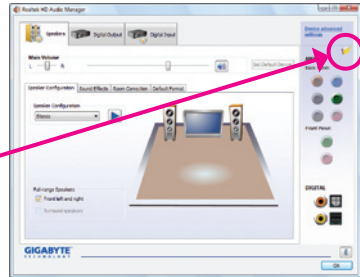 Realtek HD Audio Manager
Speakers
Digital Output
Digital Input
Device advanced settings
Main Volume
L
R
Set Default Device
Speaker Configuration
Sound Effects
Room Correction
Default Format
Speaker Configuration
Stereo
Full-range Speakers
Front left and right
Surround speakers
Front Panel
DIGITAL
GIGABYTE
TECHNOLOGY
OK